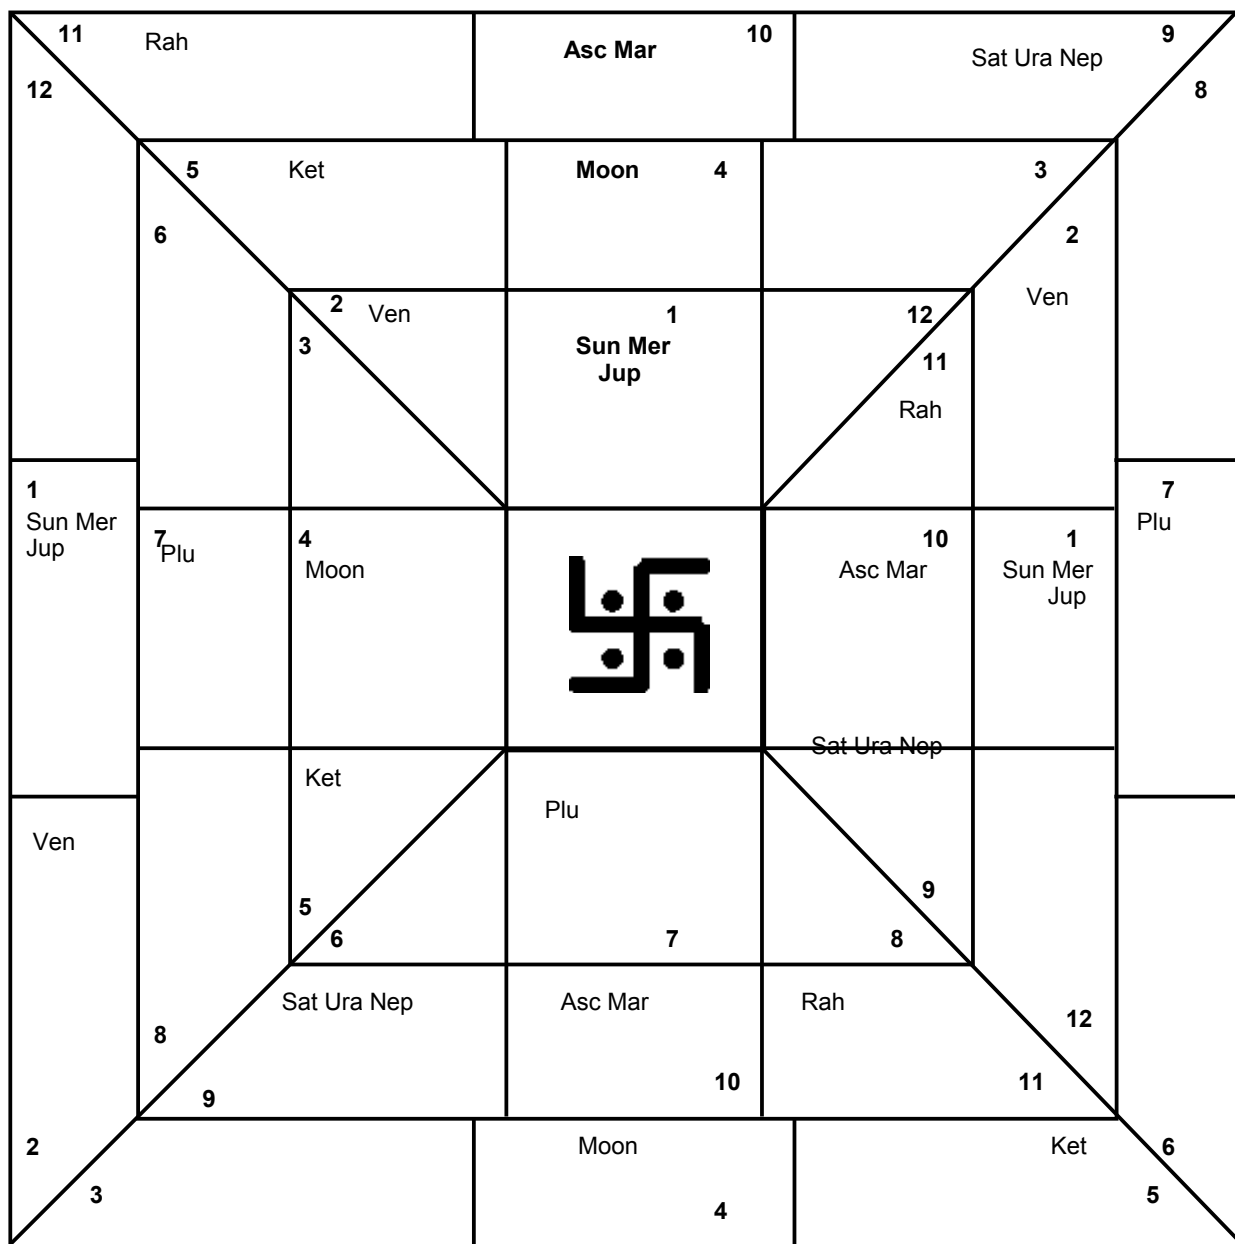 11 Rah Asc Mar 10 Sat Ura Nep 9
12 8
5 Ket Moon 4 3
6 2
2 Ven 1 12 Ven
3 Sun Mer 11
Jup
Rah
1 7
Sun Mer Plu
Jup
7 Plu 4 10 1
Moon Asc Mar Sun Mer
Jup
Sat Ura Nep
Ket
Plu
Ven
5 9
6 7 8
Sat Ura Nep Asc Mar Rah
8 12
9 10 11
2 Moon Ket 6
3 4 5